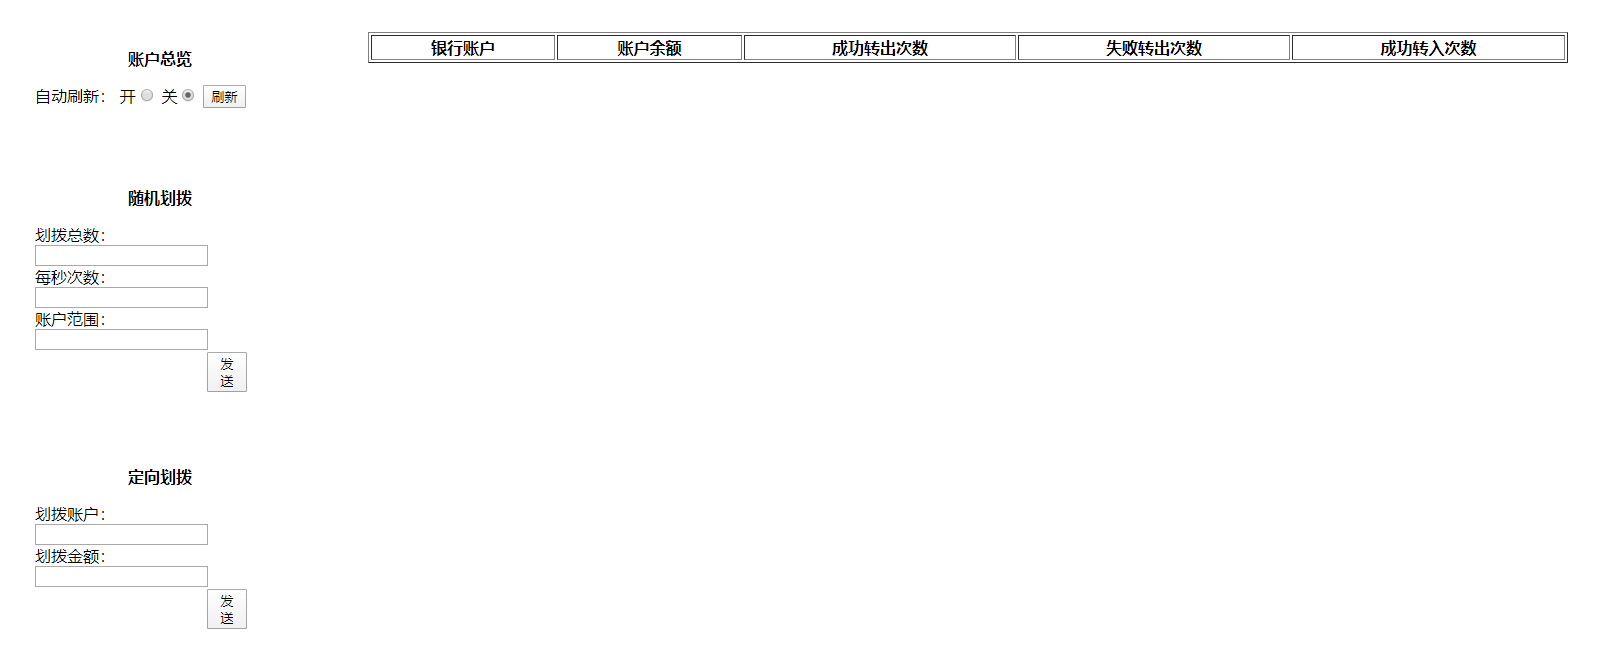 账户总览
自动刷新： 开 关 刷新
随机划拨
划拨总数：
每秒次数：
账户范围：
发
送
定向划拨
划拨账户：
划拨金额：
发
送
银行账户 账户余额 成功转出次数 失败转出次数 成功转入次数